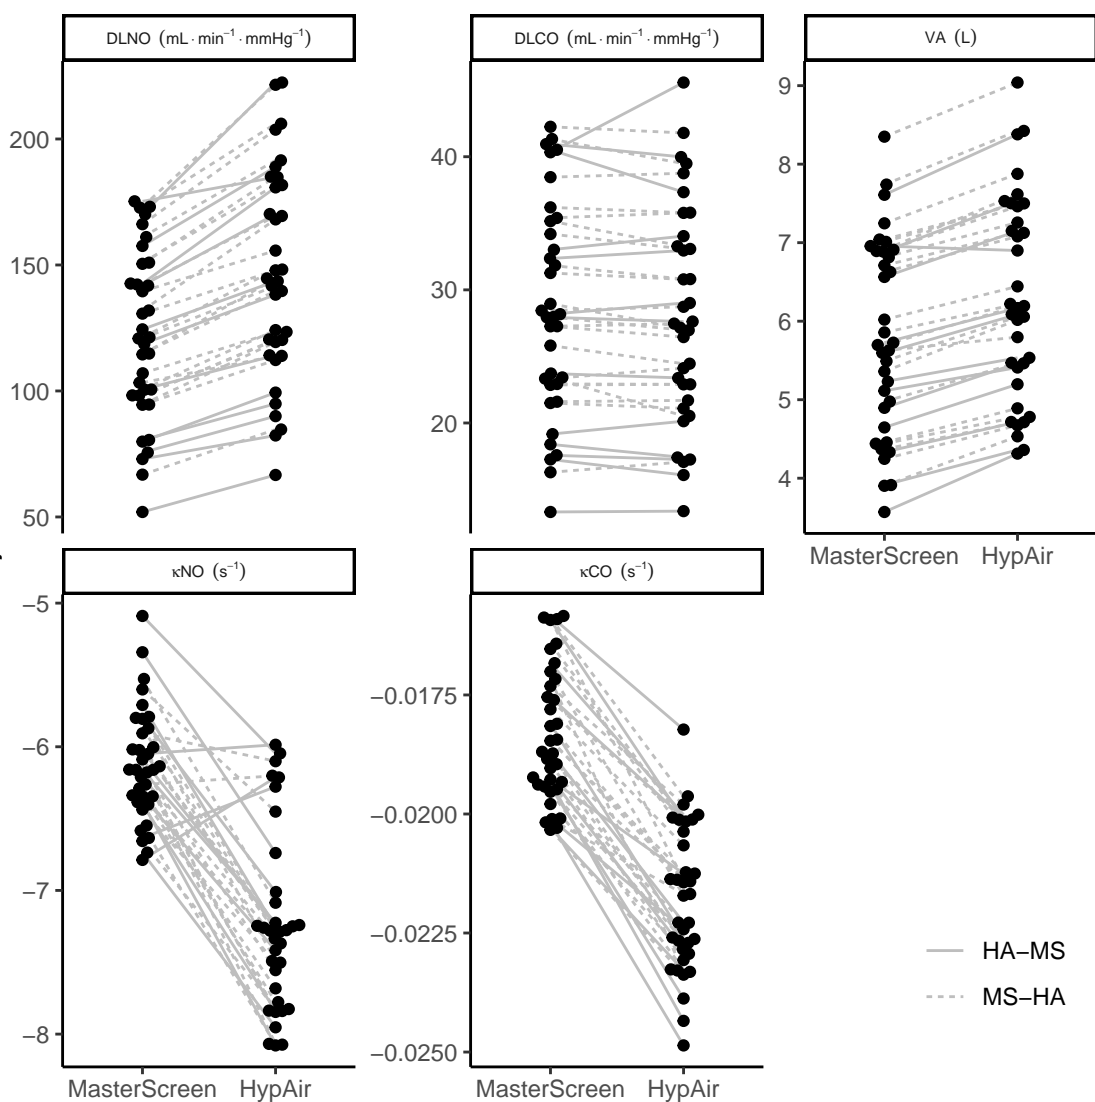 DLNO (mL·min⁻¹·mmHg⁻¹)
DLCO (mL·min⁻¹·mmHg⁻¹)
VA (L)
200
150
100
50
40
30
20
9
8
7
6
5
4
MasterScreen HypAir
κNO (s⁻¹)
κCO (s⁻¹)
−5
−6
−7
−8
−0.0175
−0.0200
−0.0225
−0.0250
HA−MS
MS−HA
MasterScreen HypAir
MasterScreen HypAir